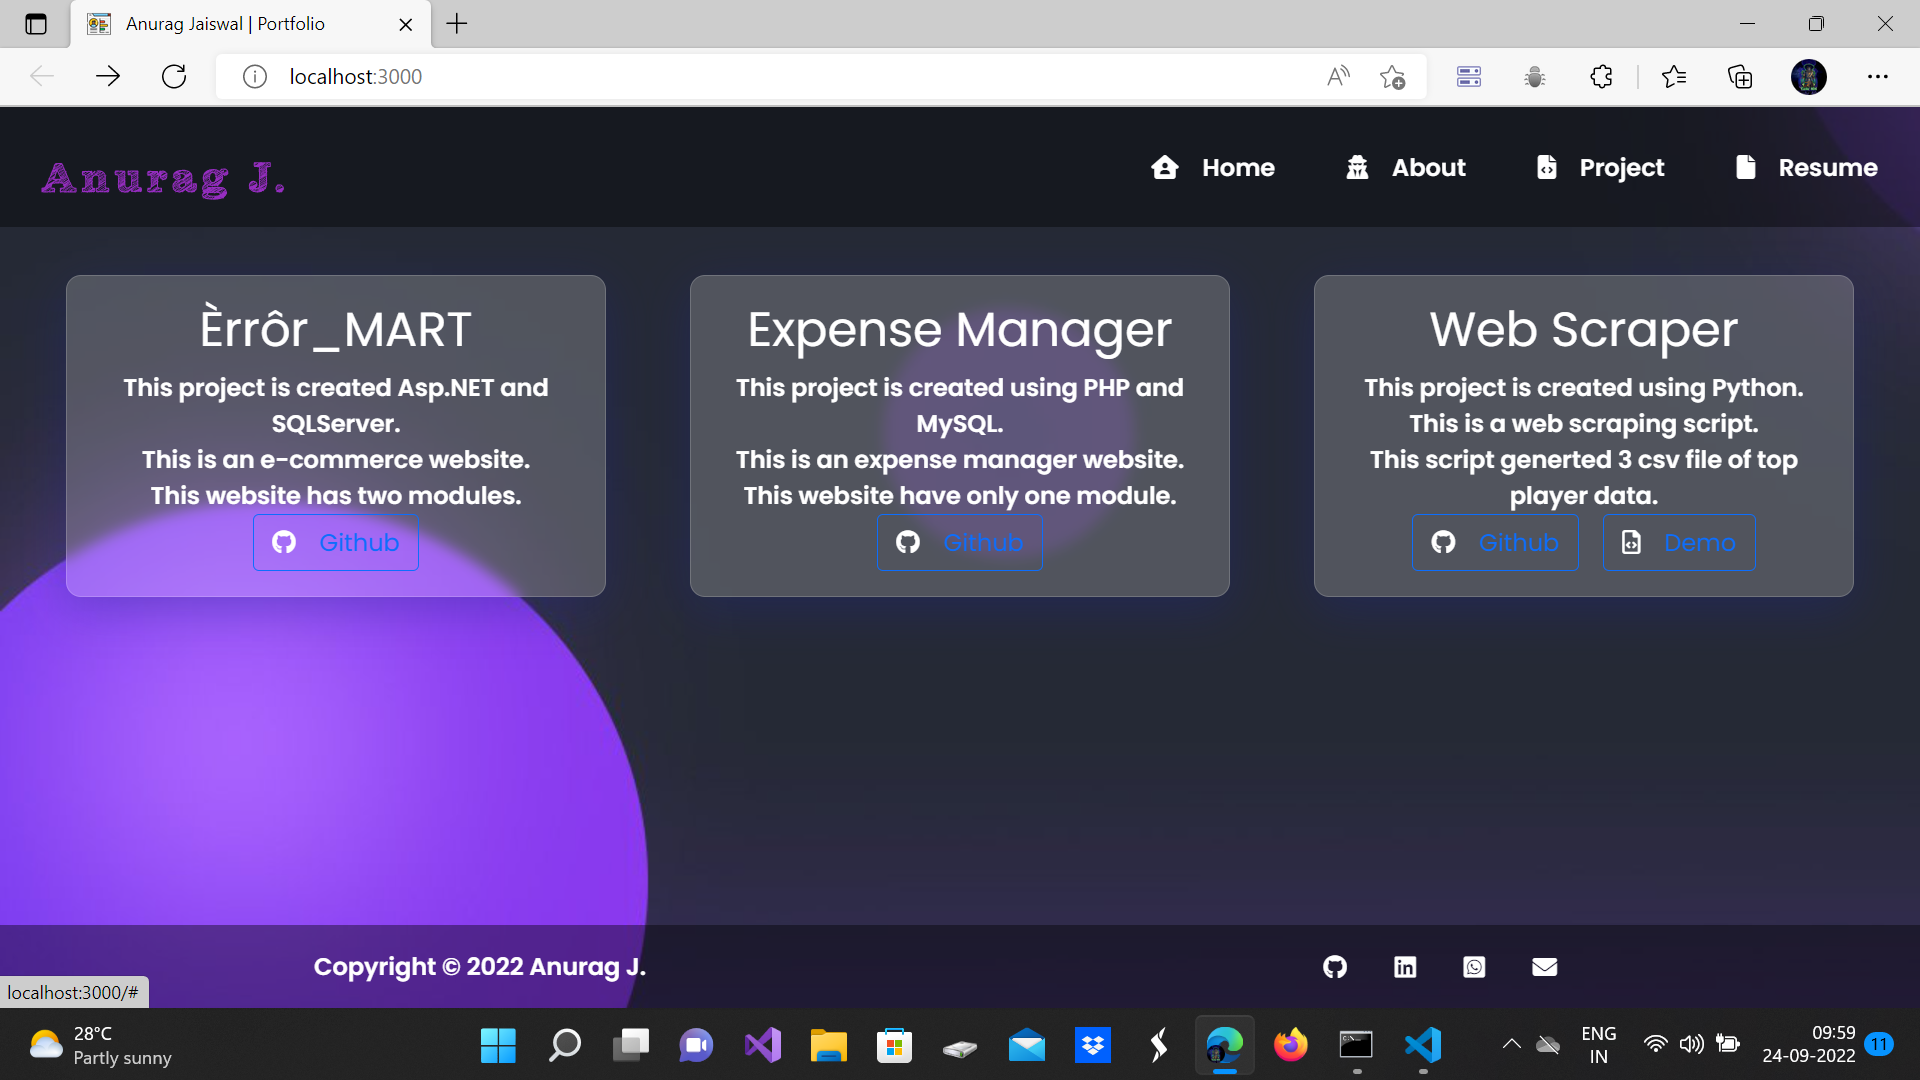 Anurag Jaiswal | Portfolio
localhost:3000
Anurag J.
Home About Project Resume
Èrrôr_MART
This project is created Asp.NET and
SQLServer.
This is an e-commerce website.
This website has two modules.
Github
Expense Manager
This project is created using PHP and
MySQL.
This is an expense manager website.
This website have only one module.
Github
Web Scraper
This project is created using Python.
This is a web scraping script.
This script generted 3 csv file of top
player data.
Github Demo
Copyright © 2022 Anurag J.
localhost:3000/#
28°C
Partly sunny
ENG
IN
09:59
24-09-2022
11